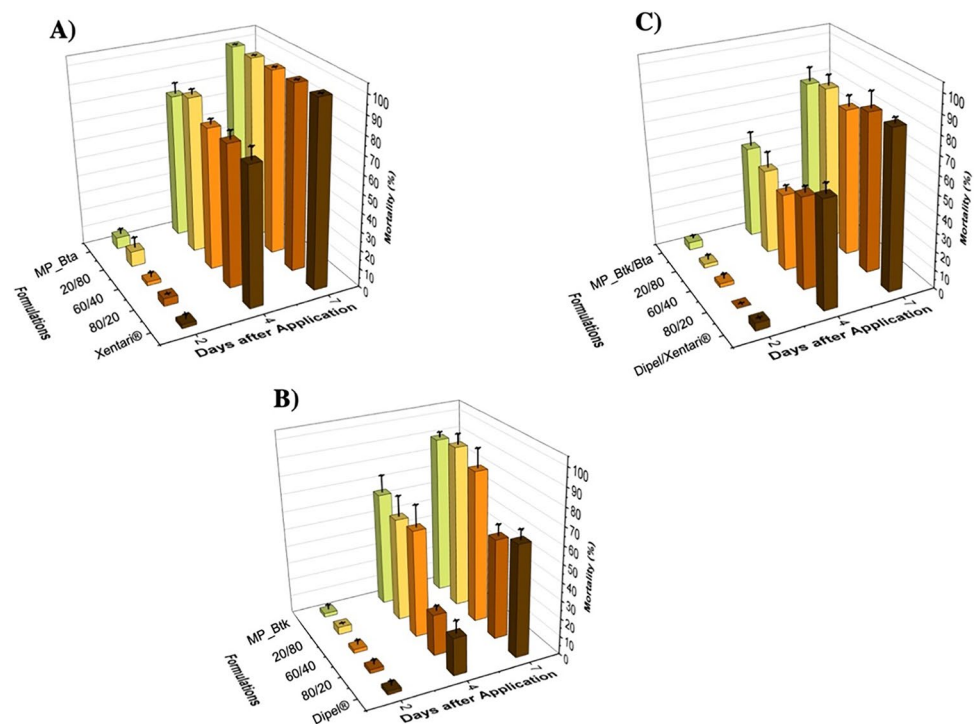 A)
100
90
80
70
60
50
40
30
20
10
0
Mortality (%)
MP_Bta
20/80
60/40
80/20
Xentari®
Formulations
2
4
7
Days after Application
C)
100
90
80
70
60
50
40
30
20
10
0
Mortality (%)
MP_Btk/Bta
20/80
60/40
80/20
Dipel/Xentari®
Formulations
2
4
7
Days after Application
B)
100
90
80
70
60
50
40
30
20
10
0
Mortality (%)
MP_Btk
20/80
60/40
80/20
Dipel®
Formulations
2
4
7
Days after Application